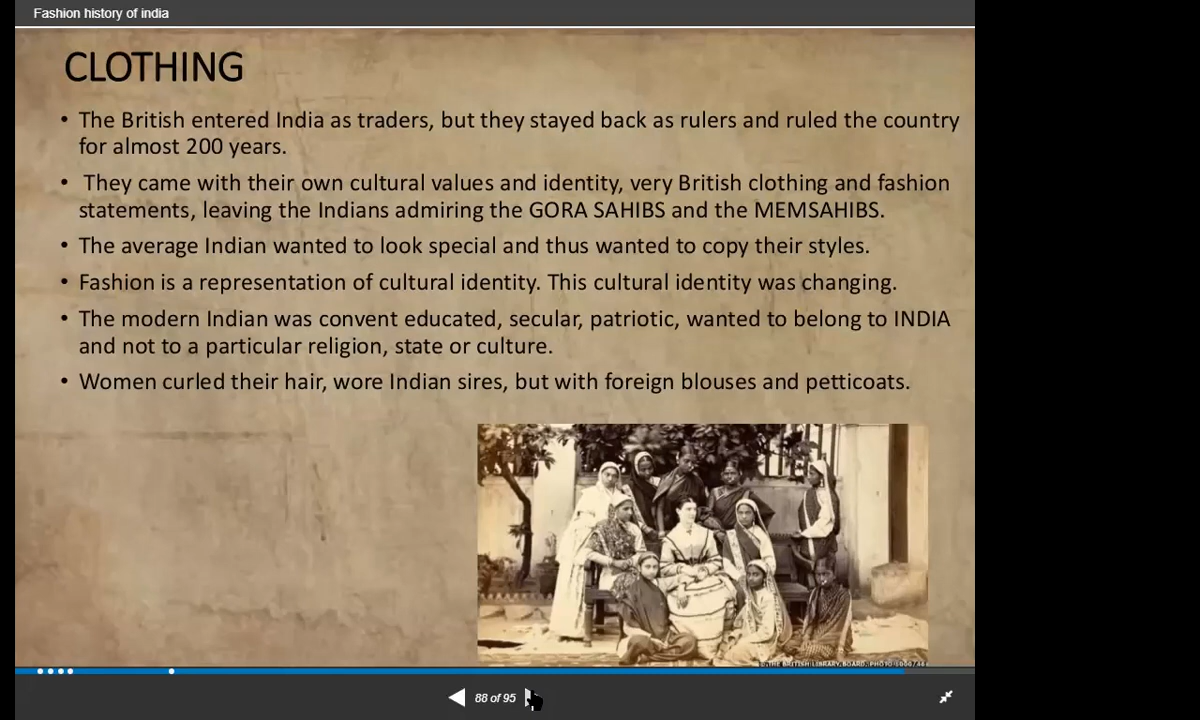 Fashion history of india
CLOTHING
• The British entered India as traders, but they stayed back as rulers and ruled the country
for almost 200 years.
• They came with their own cultural values and identity, very British clothing and fashion
statements, leaving the Indians admiring the GORA SAHIBS and the MEMSAHIBS.
• The average Indian wanted to look special and thus wanted to copy their styles.
• Fashion is a representation of cultural identity. This cultural identity was changing.
• The modern Indian was convent educated, secular, patriotic, wanted to belong to INDIA
and not to a particular religion, state or culture.
• Women curled their hair, wore Indian sires, but with foreign blouses and petticoats.
THE BRITISH LIBRARY BOARD, PHOTO
88 of 95